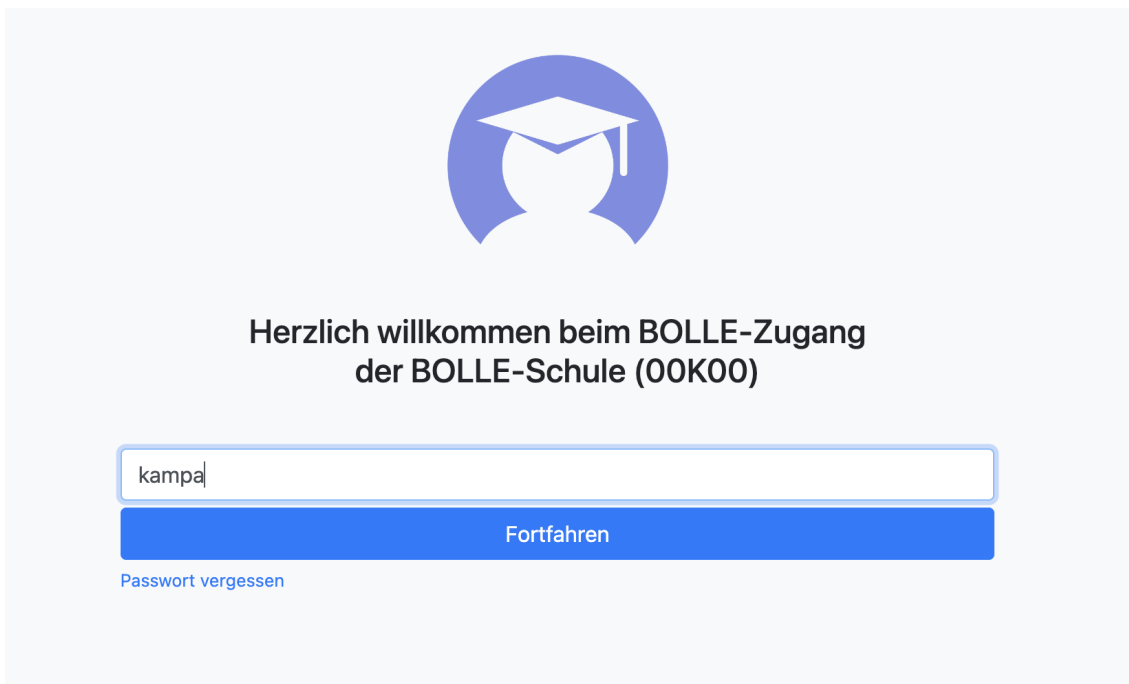 Herzlich willkommen beim BOLLE-Zugang
der BOLLE-Schule (00K00)
kampa
Fortfahren
Passwort vergessen